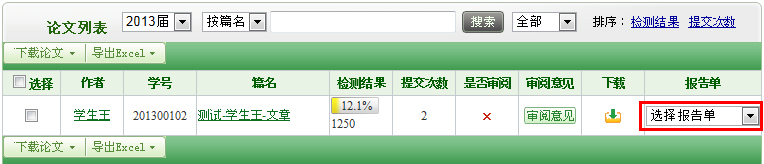 论文列表 2013届 按篇名 搜索 全部 排序： 检测结果 提交次数
下载论文 导出Excel
选择 作者 学号 篇名 检测结果 提交次数 是否审阅 审阅意见 下载 报告单
学生王 201300102 测试-学生王-文章 12.1% 2 × 审阅意见 选择报告单
1250
下载论文 导出Excel